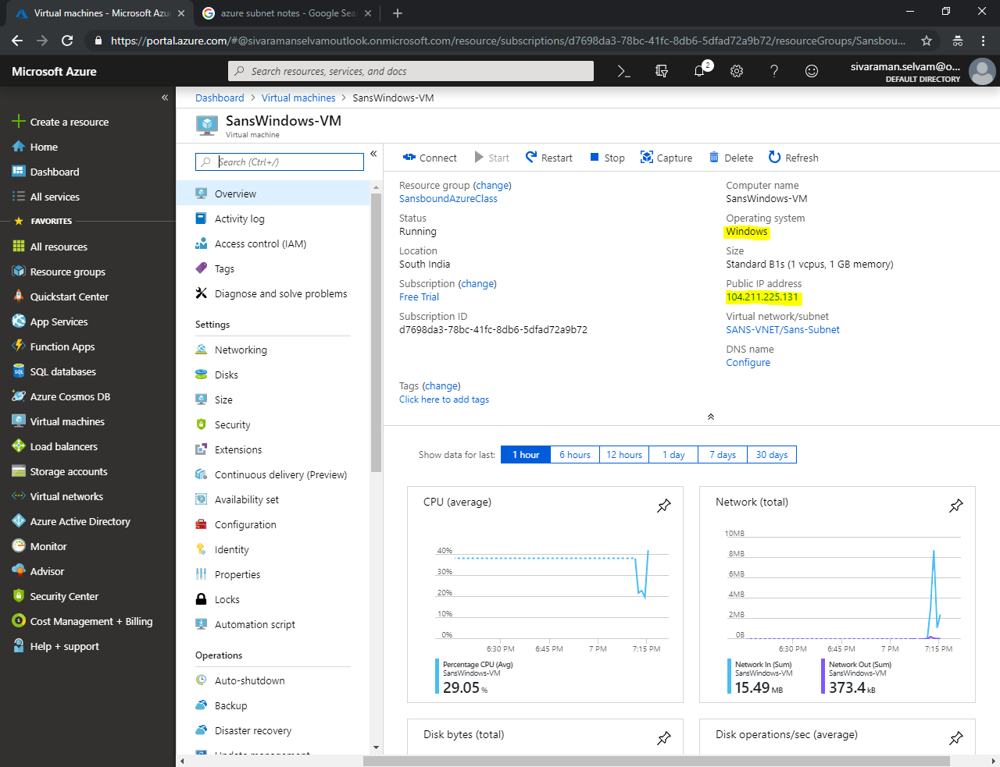 Virtual machines - Microsoft Azu
azure subnet notes - Google Sea
https://portal.azure.com/#@sivaramanselvamoutlook.onmicrosoft.com/resource/subscriptions/d7698da3-78bc-41fc-8db6-5dfad72a9b72/resourceGroups/Sansbou...
Microsoft Azure
Search resources, services, and docs
2
sivaraman.selvam@o...
DEFAULT DIRECTORY
Create a resource
Home
Dashboard
All services
FAVORITES
All resources
Resource groups
Quickstart Center
App Services
Function Apps
SQL databases
Azure Cosmos DB
Virtual machines
Load balancers
Storage accounts
Virtual networks
Azure Active Directory
Monitor
Advisor
Security Center
Cost Management + Billing
Help + support
Dashboard > Virtual machines > SansWindows-VM
SansWindows-VM
Virtual machine
Search (Ctrl+/)
Overview
Activity log
Access control (IAM)
Tags
Diagnose and solve problems
Settings
Networking
Disks
Size
Security
Extensions
Continuous delivery (Preview)
Availability set
Configuration
Identity
Properties
Locks
Automation script
Operations
Auto-shutdown
Backup
Disaster recovery
Update management
Connect Start Restart Stop Capture Delete Refresh
Resource group (change)
SansboundAzureClass
Status
Running
Location
South India
Subscription (change)
Free Trial
Subscription ID
d7698da3-78bc-41fc-8db6-5dfad72a9b72
Computer name
SansWindows-VM
Operating system
Windows
Size
Standard B1s (1 vcpus, 1 GB memory)
Public IP address
104.211.225.131
Virtual network/subnet
SANS-VNET/Sans-Subnet
DNS name
Configure
Tags (change)
Click here to add tags
Show data for last: 1 hour 6 hours 12 hours 1 day 7 days 30 days
CPU (average)
40%
30%
20%
10%
0%
6:30 PM 6:45 PM 7 PM 7:15 PM
Percentage CPU (Avg)
SansWindows-VM
29.05 %
Network (total)
10MB
8MB
6MB
4MB
2MB
0B
6:30 PM 6:45 PM 7 PM 7:15 PM
Network In (Sum)
SansWindows-VM
15.49 MB
Network Out (Sum)
SansWindows-VM
373.4 kB
Disk bytes (total)
Disk operations/sec (average)